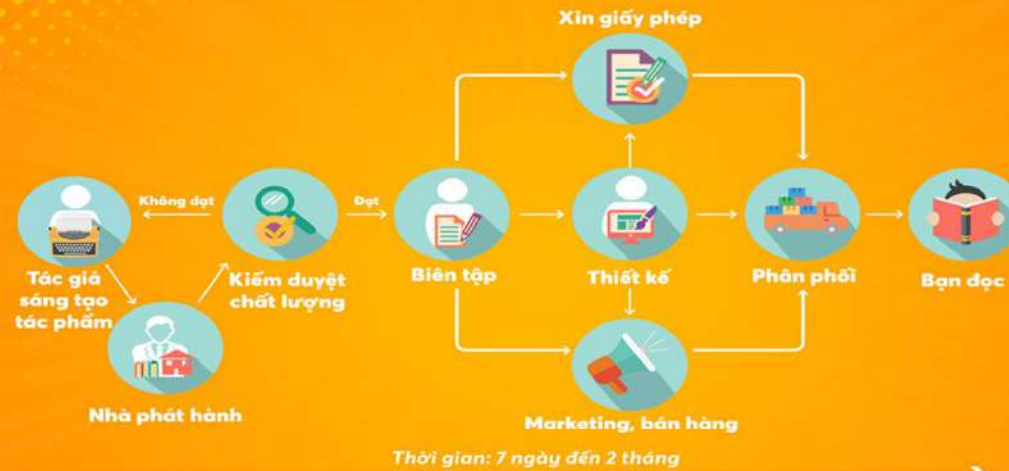 Xin giấy phép
Không đạt
Đạt
Tác giả
sáng tạo
tác phẩm
Kiểm duyệt
chất lượng
Biên tập
Thiết kế
Phân phối
Bạn đọc
Nhà phát hành
Marketing, bán hàng
Thời gian: 7 ngày đến 2 tháng